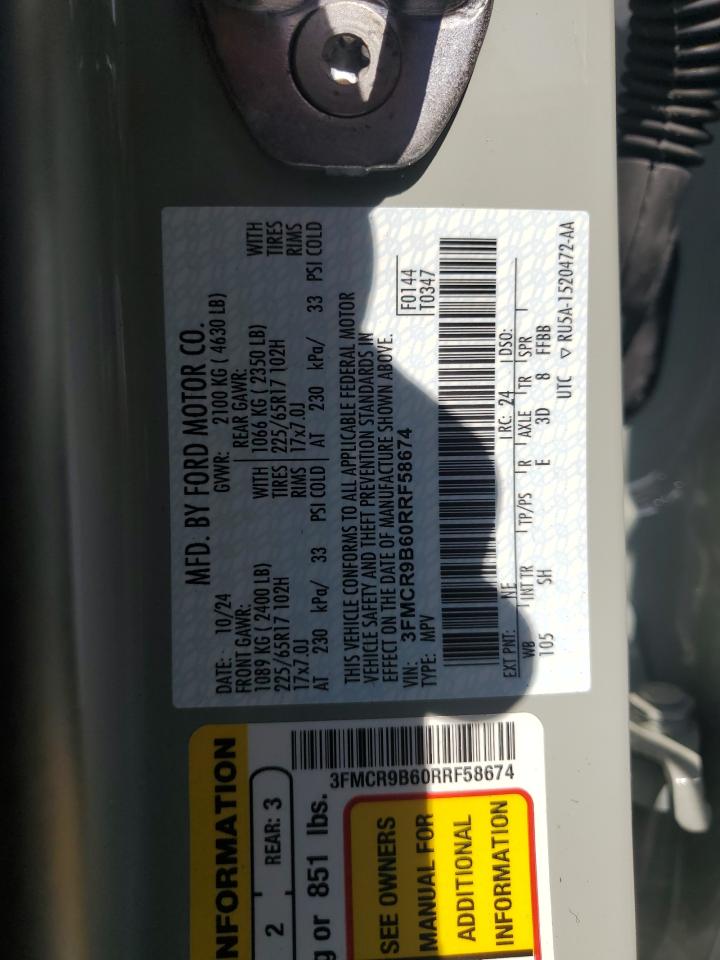 MFD. BY FORD MOTOR CO.
DATE: 10/24 GVWR: 2100 KG ( 4630 LB)
FRONT GAWR: REAR GAWR: WITH
1089 KG ( 2400 LB) 1066 KG ( 2350 LB) TIRES
225/65R17 102H TIRES 225/65R17 102H RIMS
17x7.0J RIMS 17x7.0J
AT 230 kPa/ 33 PSI COLD AT 230 kPa/ 33 PSI COLD
WITH
THIS VEHICLE CONFORMS TO ALL APPLICABLE FEDERAL MOTOR
VEHICLE SAFETY AND THEFT PREVENTION STANDARDS IN
EFFECT ON THE DATE OF MANUFACTURE SHOWN ABOVE.
VIN: 3FMCR9B60RRF58674 F0144
TYPE: MPV T0347
EXT PNT: NE RC: 24 DSO:
WB INT TR TP/PS R AXLE TR SPR
105 5H E 3D 8 FFBB
UTC ▽ RU5A-1520472-AA
NFORMATION
2 REAR: 3
g or 851 lbs.
3FMCR9B60RRF58674
SEE OWNERS
MANUAL FOR
ADDITIONAL
INFORMATION